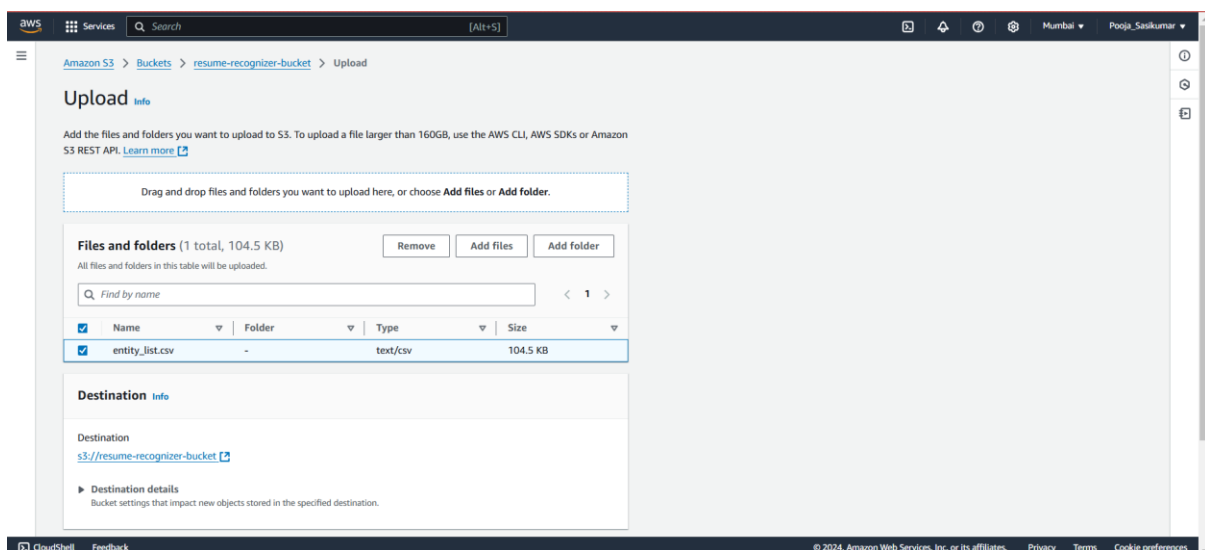 aws Services Search [Alt+S] Mumbai Pooja_Sasikumar
Amazon S3 > Buckets > resume-recognizer-bucket > Upload
Upload Info
Add the files and folders you want to upload to S3. To upload a file larger than 160GB, use the AWS CLI, AWS SDKs or Amazon
S3 REST API. Learn more
Drag and drop files and folders you want to upload here, or choose Add files or Add folder.
Files and folders (1 total, 104.5 KB) Remove Add files Add folder
All files and folders in this table will be uploaded.
Find by name < 1 >
Name Folder Type Size
entity_list.csv - text/csv 104.5 KB
Destination Info
Destination
s3://resume-recognizer-bucket
Destination details
Bucket settings that impact new objects stored in the specified destination.
CloudShell Feedback © 2024, Amazon Web Services, Inc. or its affiliates. Privacy Terms Cookie preferences